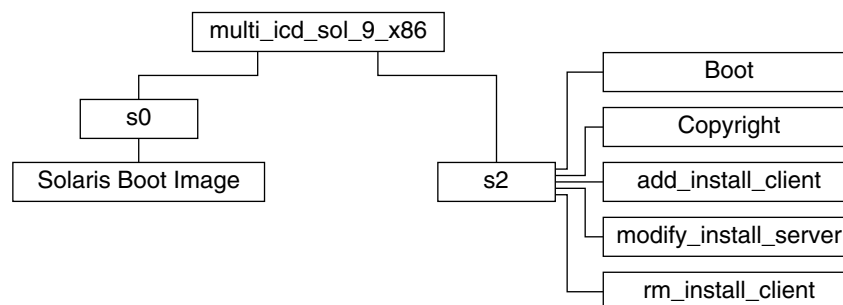 multi_icd_sol_9_x86
s0
Solaris Boot Image
s2
Boot
Copyright
add_install_client
modify_install_server
rm_install_client